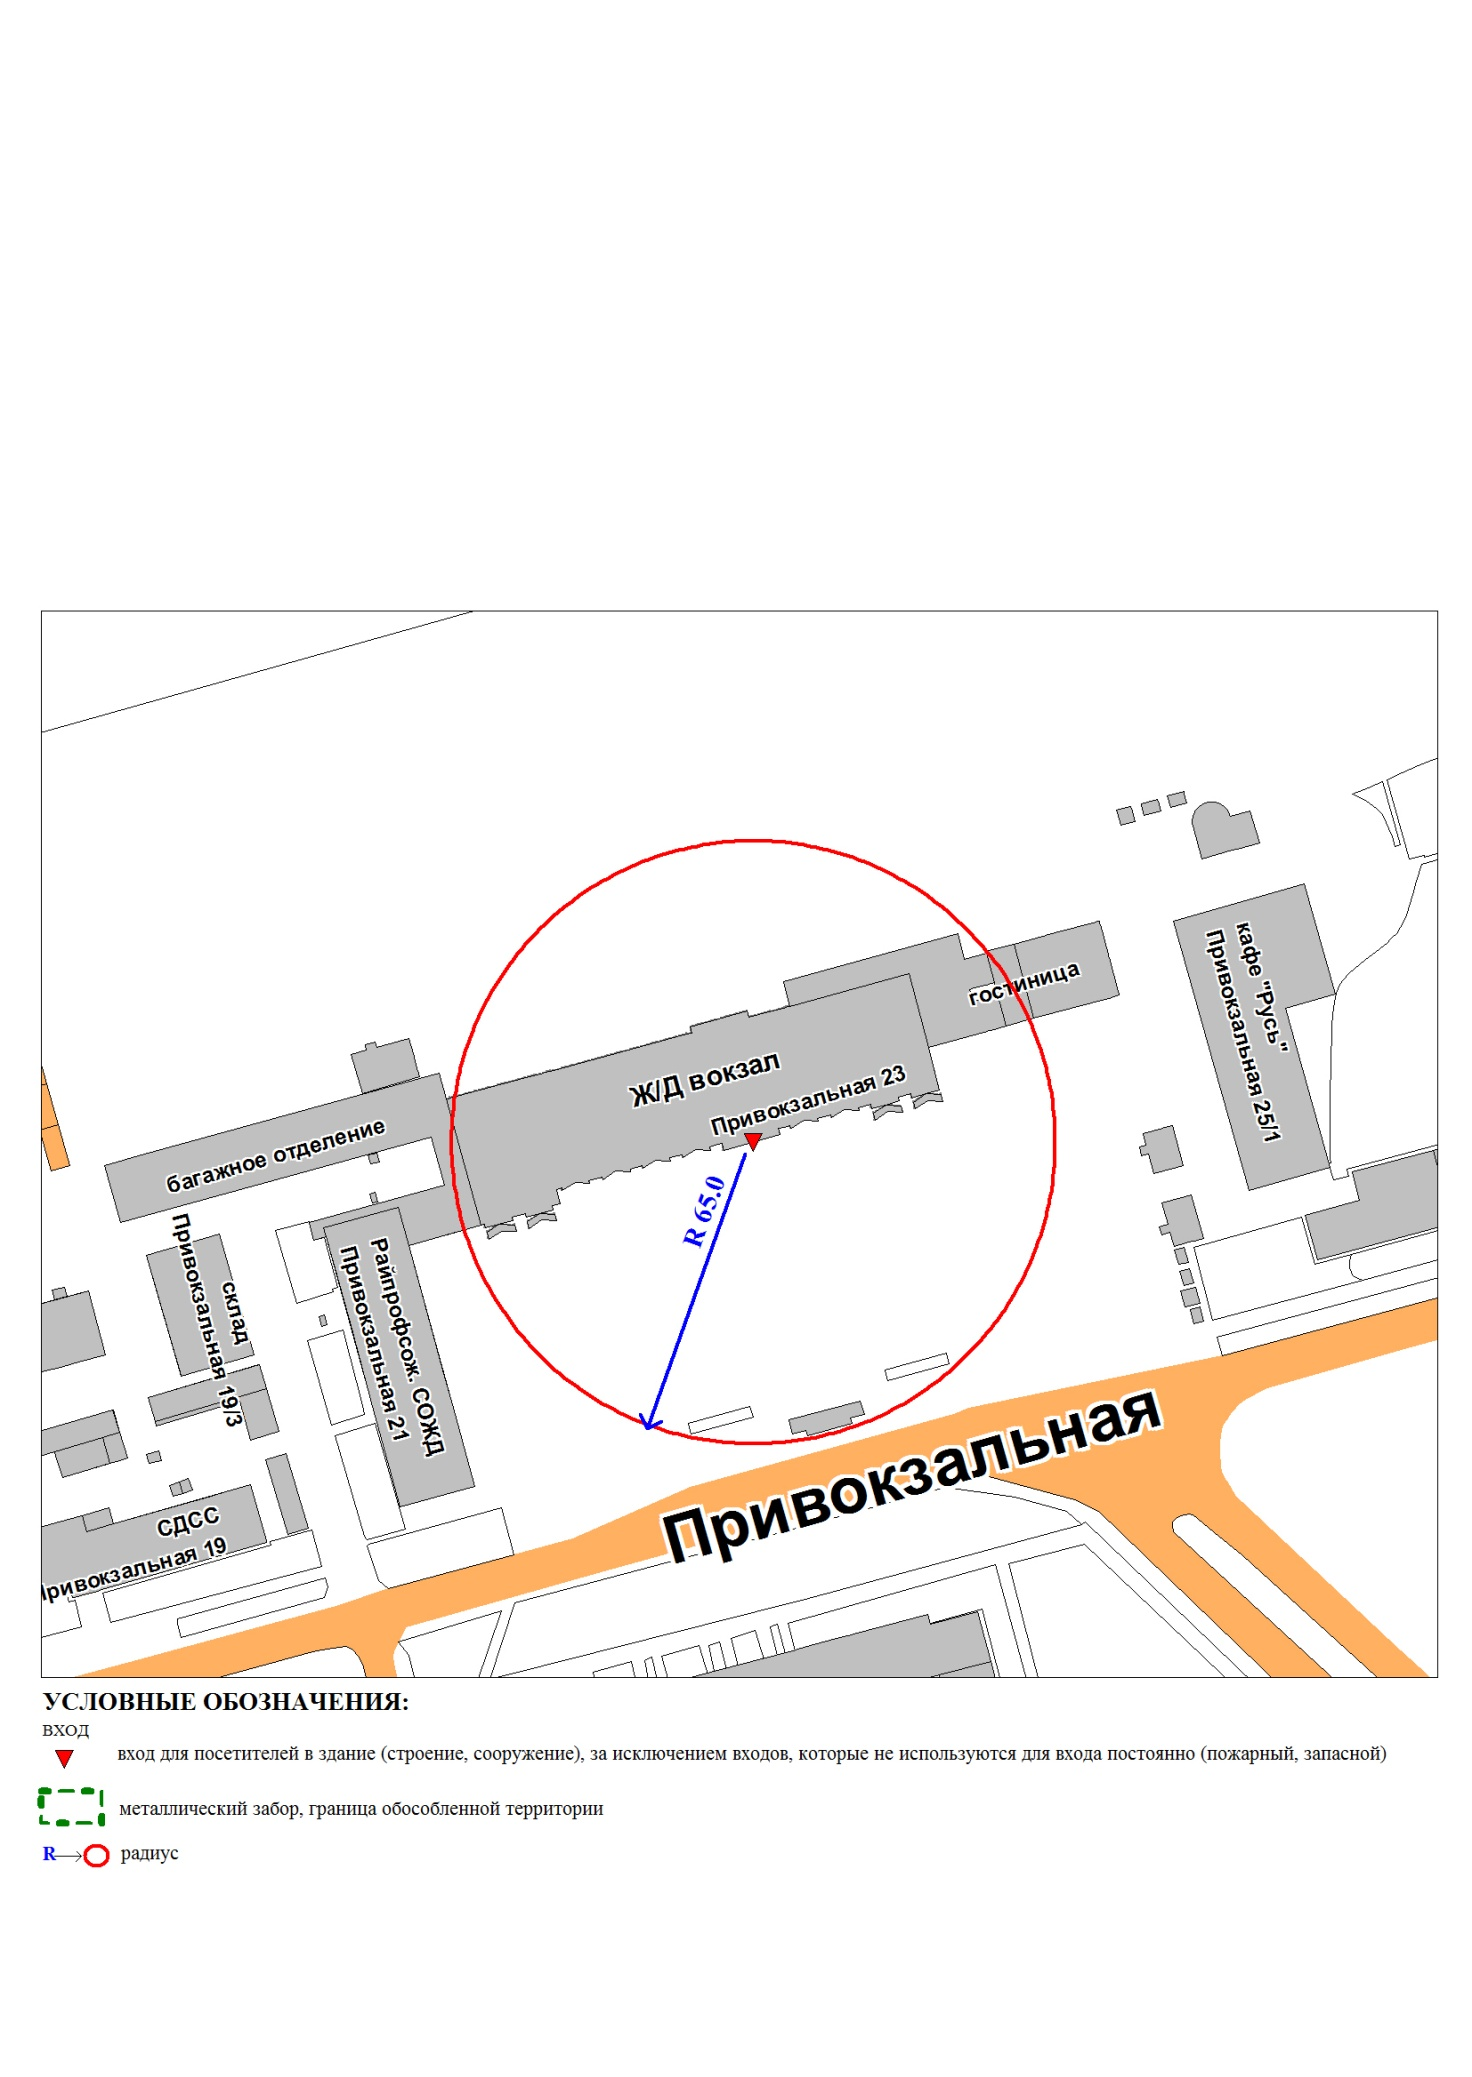 гостиница
кафе "Русь"
Привокзальная 25/1
Ж/Д вокзал
Привокзальная 23
багажное отделение
R 65.0
склад
Привокзальная 19/3
Райпрофсож. СОЖД
Привокзальная 21
Привокзальная
СДСС
Привокзальная 19
УСЛОВНЫЕ ОБОЗНАЧЕНИЯ:
ВХОД
вход для посетителей в здание (строение, сооружение), за исключением входов, которые не используются для входа постоянно (пожарный, запасной)
металлический забор, граница обособленной территории
R радиус